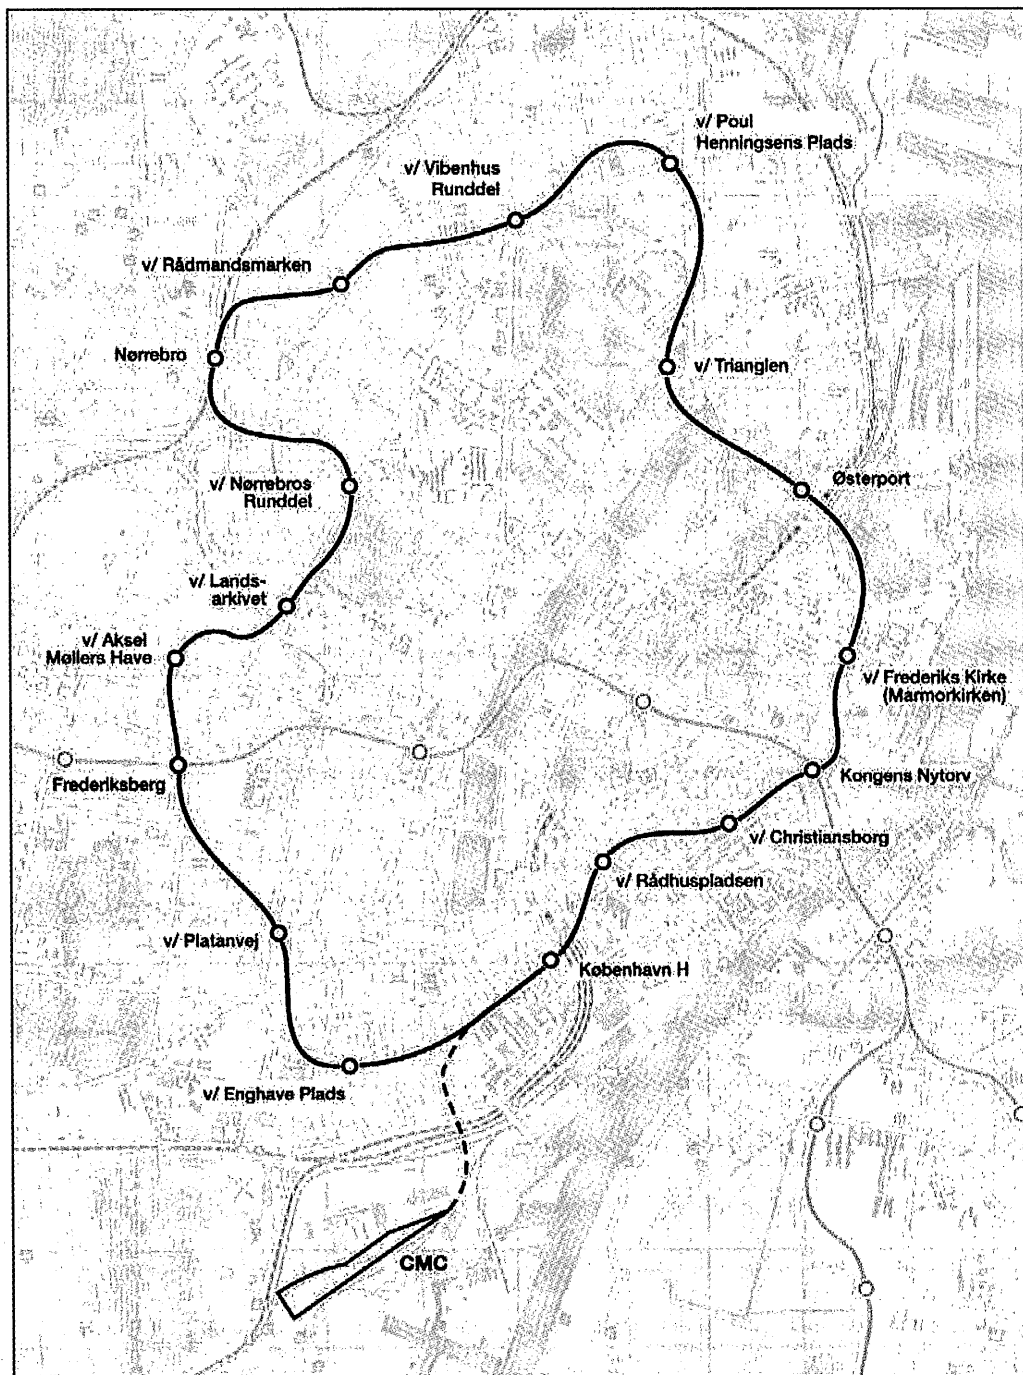 v/ Poul
Henningsens Plads
v/ Vibenhus
Runddel
v/ Rådmandsmarken
Nørrebro
v/ Trianglen
v/ Nørrebros
Runddel
Østerport
v/ Lands-
arkivet
v/ Aksel
Møllers Have
v/ Frederiks Kirke
(Marmorkirken)
Frederiksberg
Kongens Nytorv
v/ Christiansborg
v/ Rådhuspladsen
v/ Platanvej
København H
v/ Enghave Plads
CMC